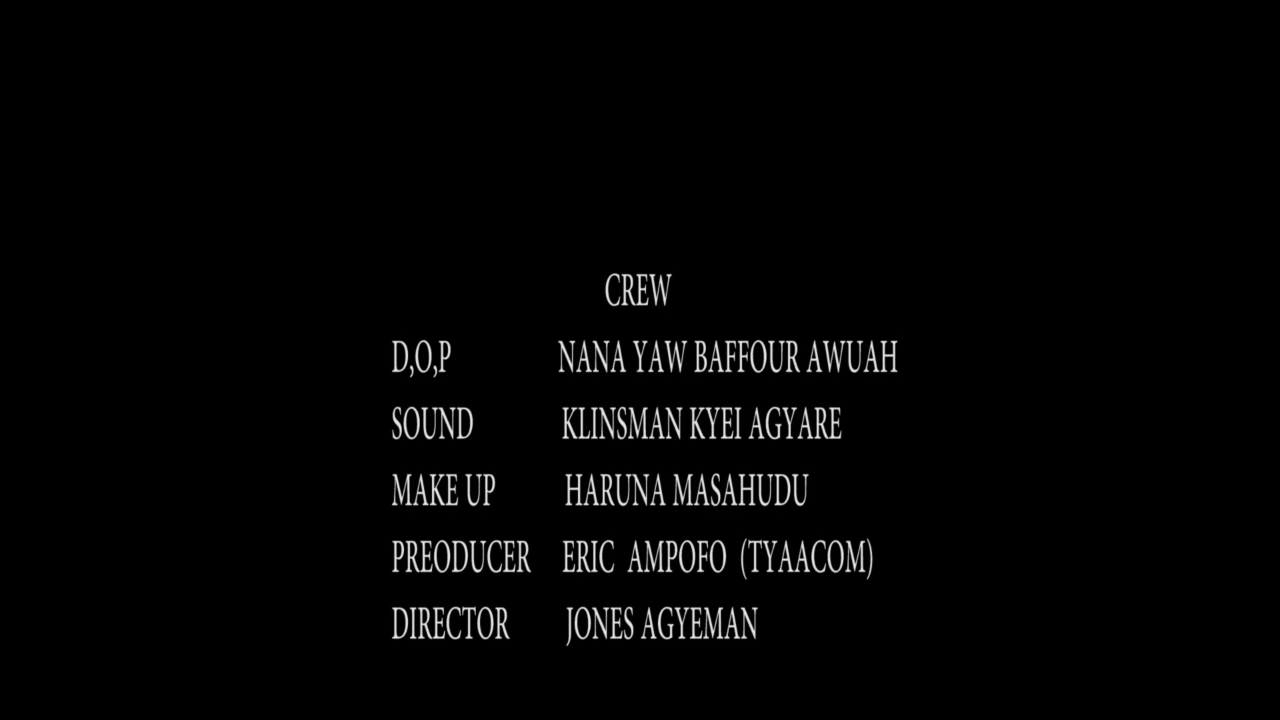 CREW
D,O,P NANA YAW BAFFOUR AWUAH
SOUND KLINSMAN KYEI AGYARE
MAKE UP HARUNA MASAHUDU
PREODUCER ERIC AMPOFO (TYAACOM)
DIRECTOR JONES AGYEMAN